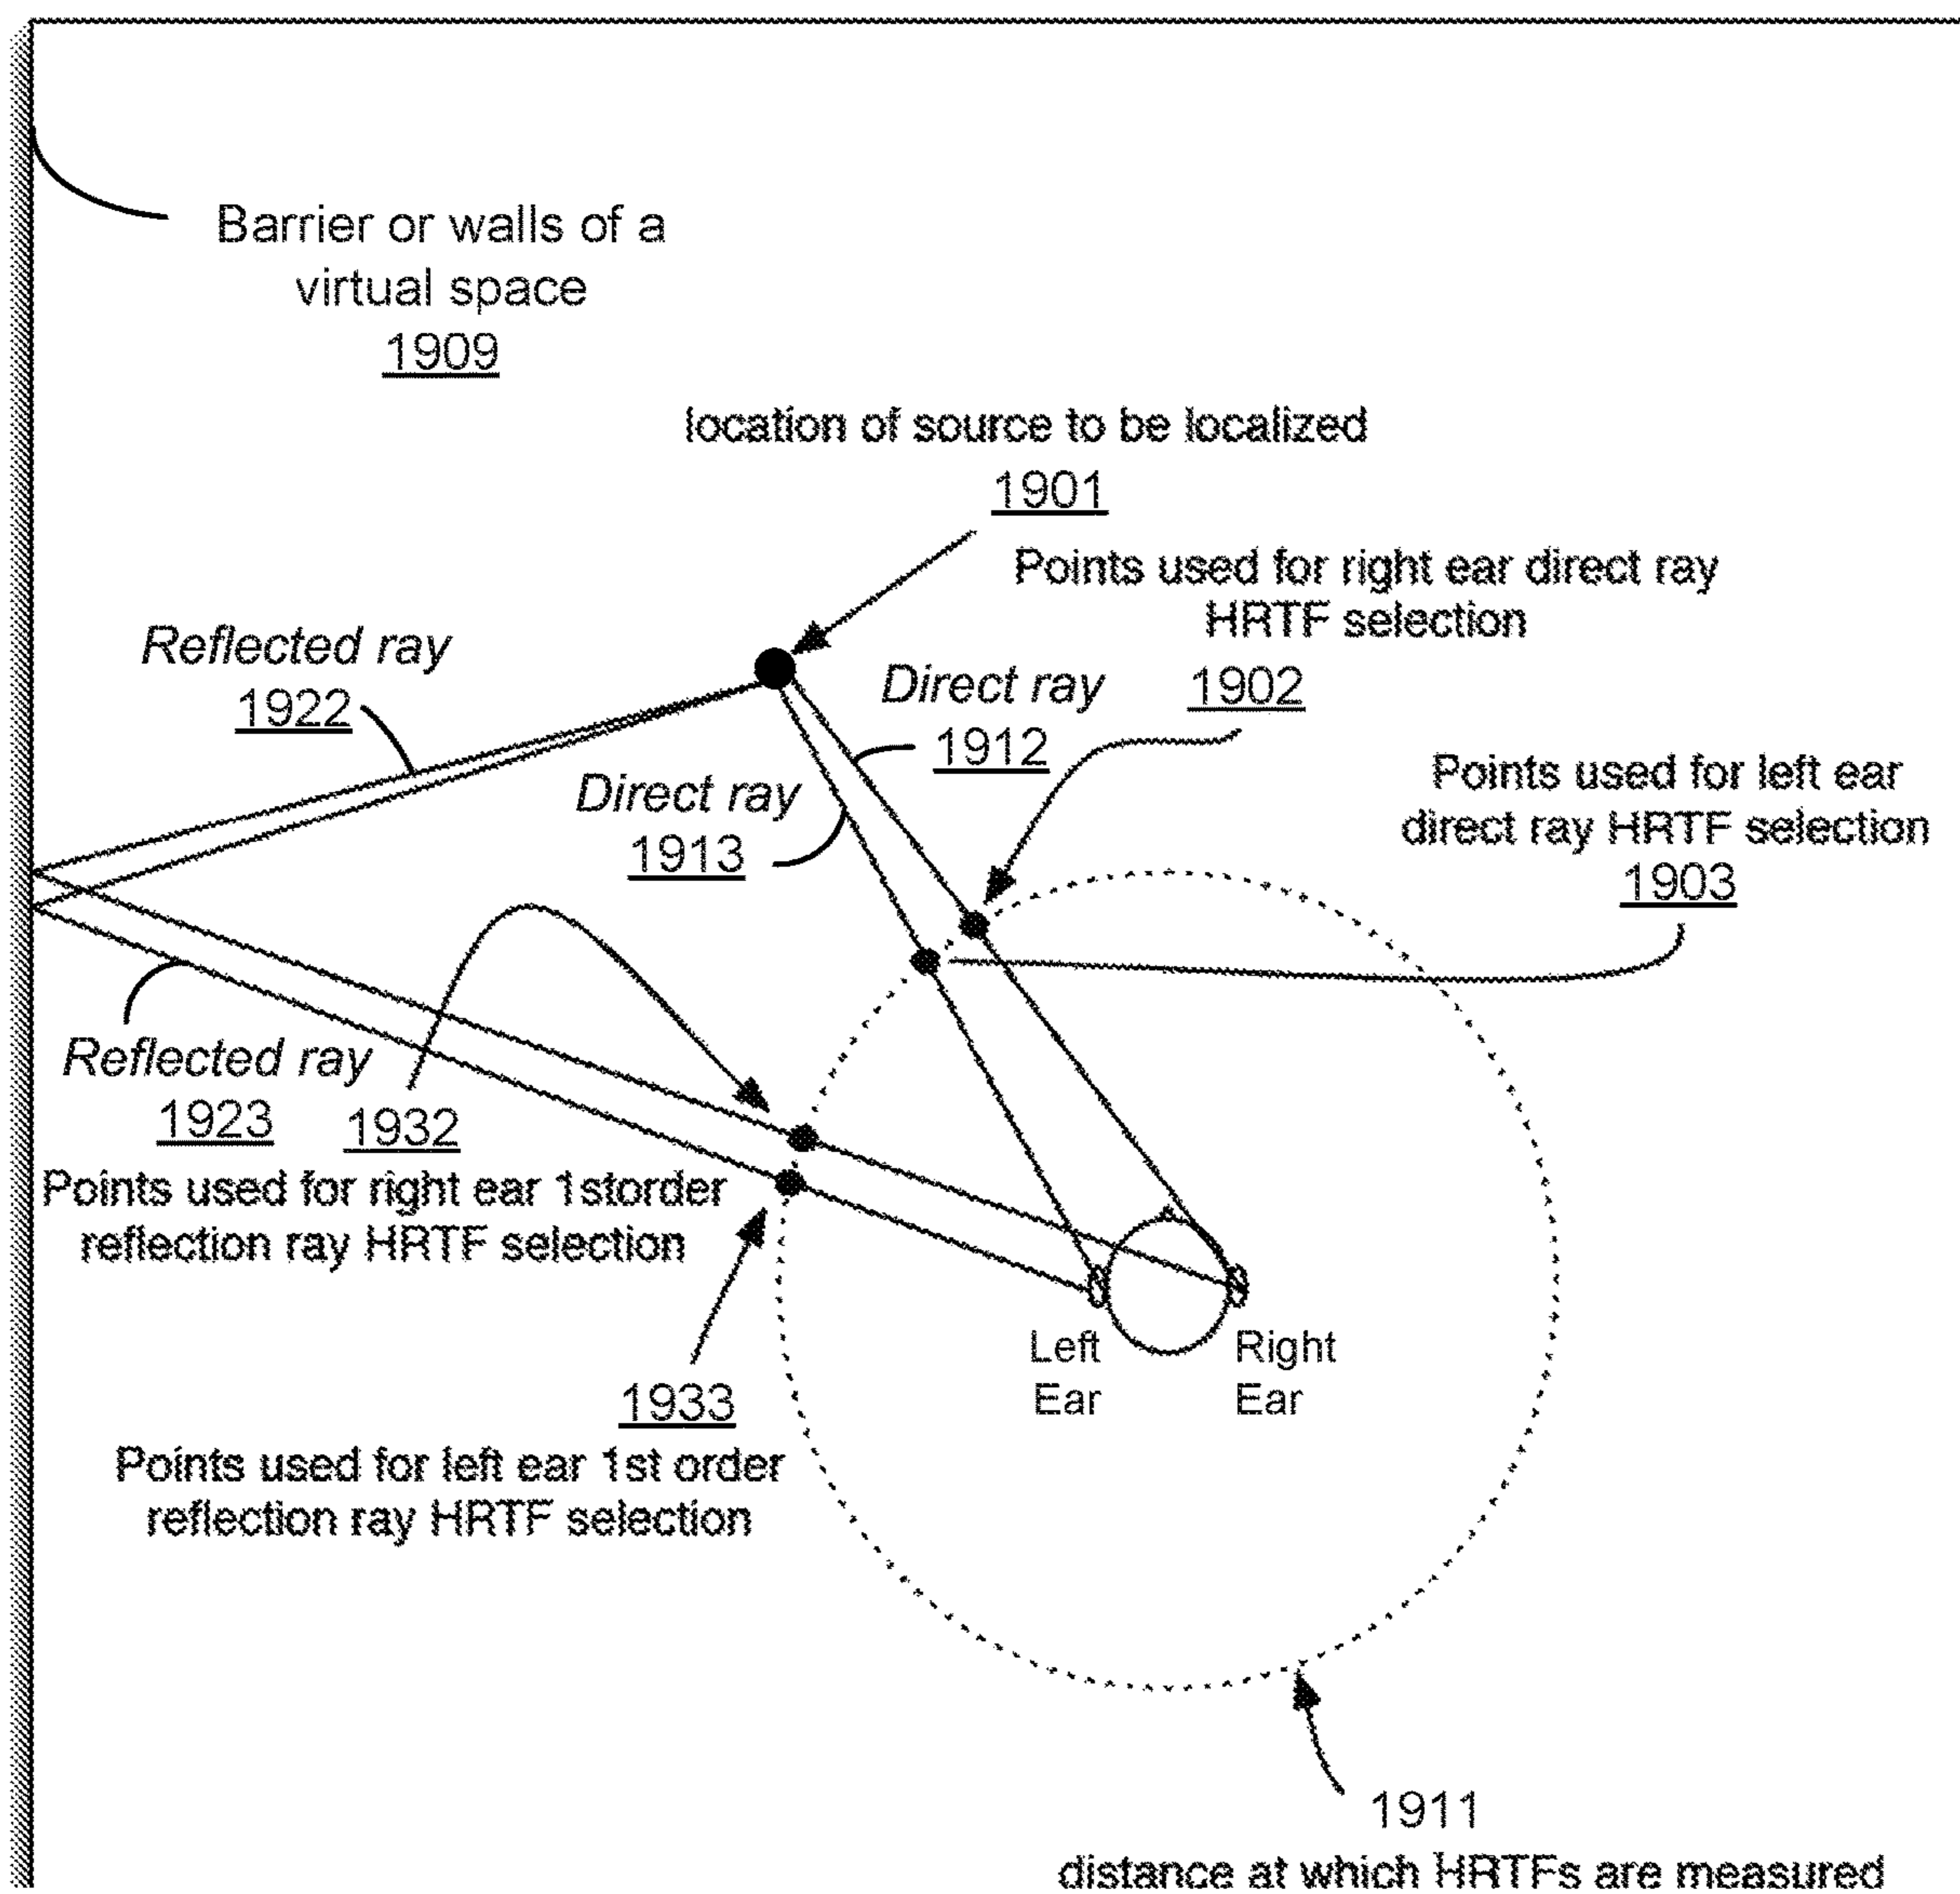 Barrier or walls of a
virtual space
1909
location of source to be localized
1901
Points used for right ear direct ray
HRTF selection
1902
Reflected ray
1922
Direct ray
1912
Direct ray
1913
Points used for left ear
direct ray HRTF selection
1903
Reflected ray
1923
1932
Points used for right ear 1storder
reflection ray HRTF selection
Left
Ear
Right
Ear
1933
Points used for left ear 1st order
reflection ray HRTF selection
1911
distance at which HRTFs are measured